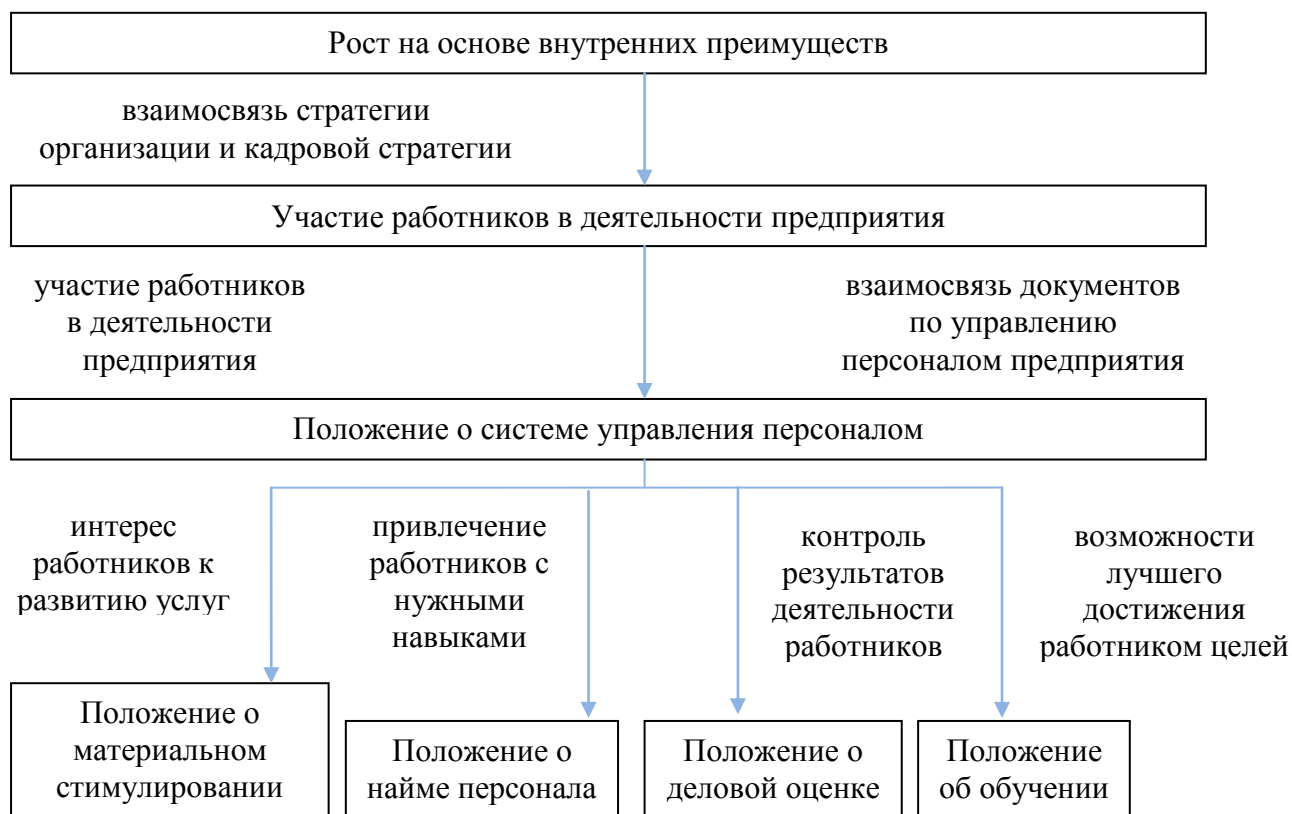 Рост на основе внутренних преимуществ
взаимосвязь стратегии
организации и кадровой стратегии
Участие работников в деятельности предприятия
участие работников
в деятельности
предприятия
взаимосвязь документов
по управлению
персоналом предприятия
Положение о системе управления персоналом
интерес
работников к
развитию услуг
привлечение
работников с
нужными
навыками
контроль
результатов
деятельности
работников
возможности
лучшего
достижения
работником целей
Положение о
материальном
стимулировании
Положение о
найме персонала
Положение о
деловой оценке
Положение
об обучении